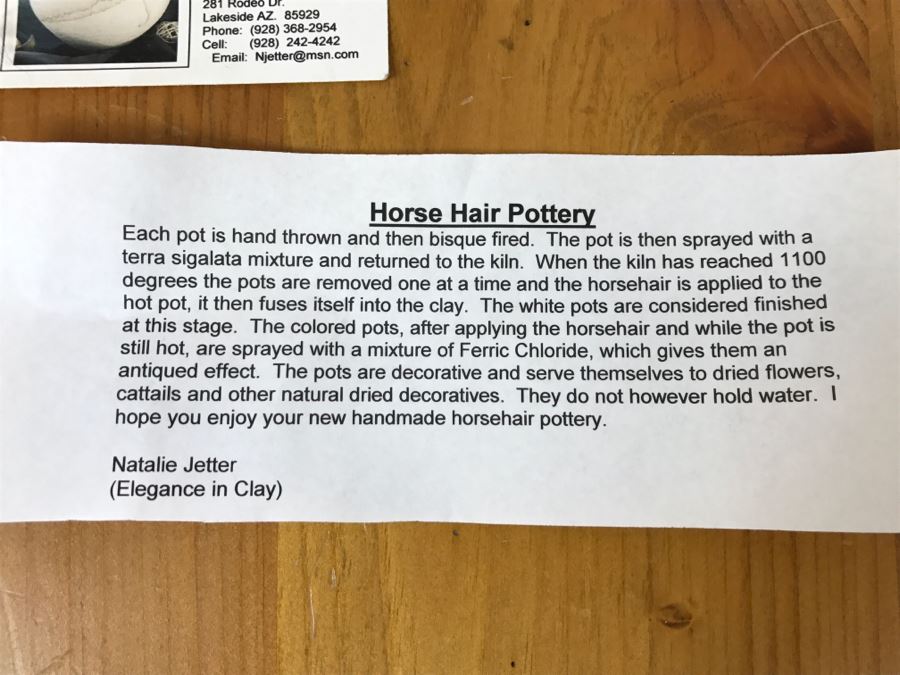 281 Rodeo Dr.
Lakeside AZ. 85929
Phone: (928) 368-2954
Cell: (928) 242-4242
Email: Njetter@msn.com
Horse Hair Pottery
Each pot is hand thrown and then bisque fired. The pot is then sprayed with a
terra sigalata mixture and returned to the kiln. When the kiln has reached 1100
degrees the pots are removed one at a time and the horsehair is applied to the
hot pot, it then fuses itself into the clay. The white pots are considered finished
at this stage. The colored pots, after applying the horsehair and while the pot is
still hot, are sprayed with a mixture of Ferric Chloride, which gives them an
antiqued effect. The pots are decorative and serve themselves to dried flowers,
cattails and other natural dried decoratives. They do not however hold water. I
hope you enjoy your new handmade horsehair pottery.
Natalie Jetter
(Elegance in Clay)